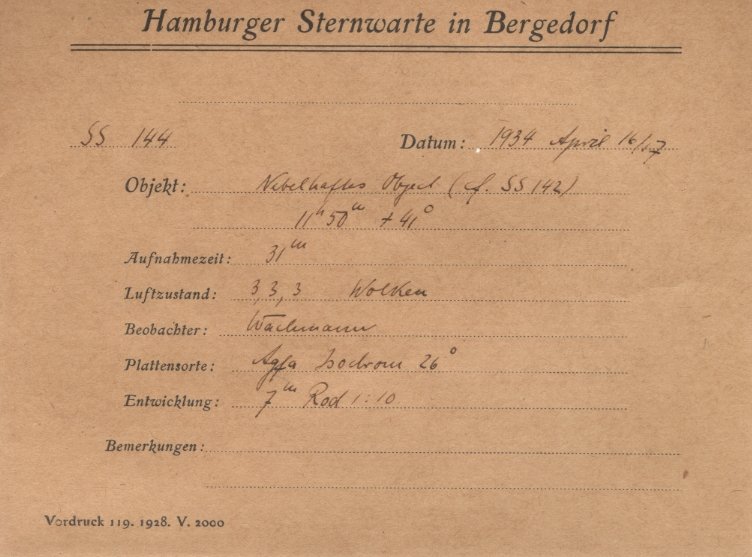 Hamburger Sternwarte in Bergedorf
SS 144 Datum: 1934 April 16/17
Objekt: Nebelhaftes Object (cf. SS 142)
11ʰ 50ᵐ + 41°
Aufnahmezeit: 31ᵐ
Luftzustand: 3, 3, 3 Wolken
Beobachter: Wachmann
Plattensorte: Agfa Isochrom 26°
Entwicklung: 7ᵐ Rod 1:10
Bemerkungen:
Vordruck 119. 1928. V. 2000